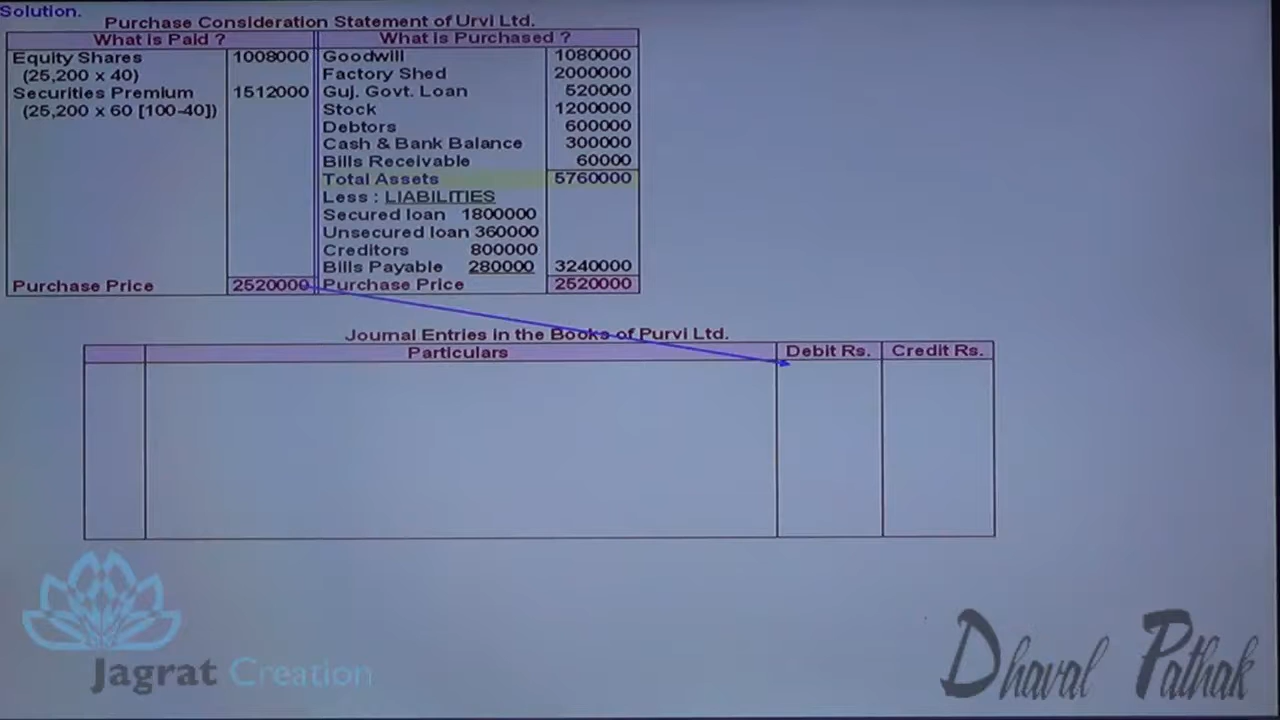 Solution.
Purchase Consideration Statement of Urvi Ltd.
What is Paid ? What is Purchased ?
Equity Shares 1008000 Goodwill 1080000
(25,200 x 40) Factory Shed 2000000
Securities Premium 1512000 Guj. Govt. Loan 520000
(25,200 x 60 [100-40]) Stock 1200000
Debtors 600000
Cash & Bank Balance 300000
Bills Receivable 60000
Total Assets 5760000
Less : LIABILITIES
Secured loan 1800000
Unsecured loan 360000
Creditors 800000
Bills Payable 280000 3240000
Purchase Price 2520000 Purchase Price 2520000
Journal Entries in the Books of Purvi Ltd.
Particulars Debit Rs. Credit Rs.
Jagrat Creation
Dhaval Pathak